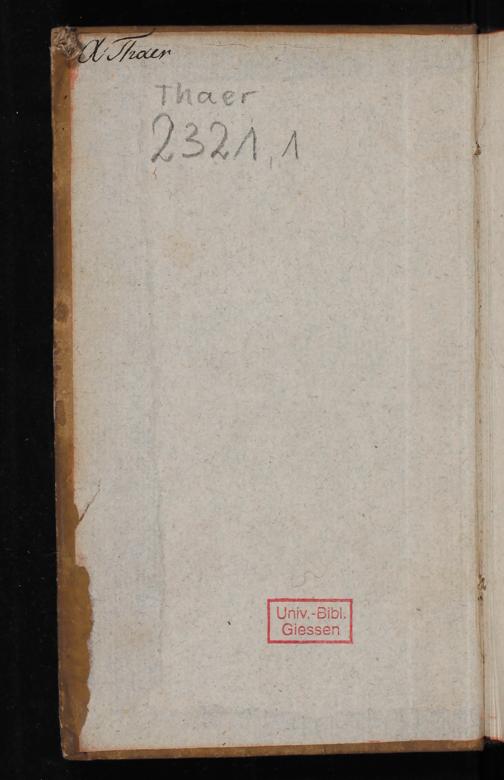 A Thaer
Thaer
2321,1
Univ.-Bibl.
Giessen